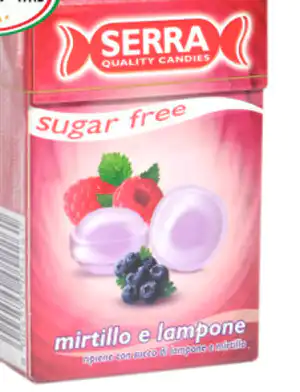 SERRA
QUALITY CANDIES
sugar free
mirtillo e lampone
ripiene con succo di lampone e mirtillo